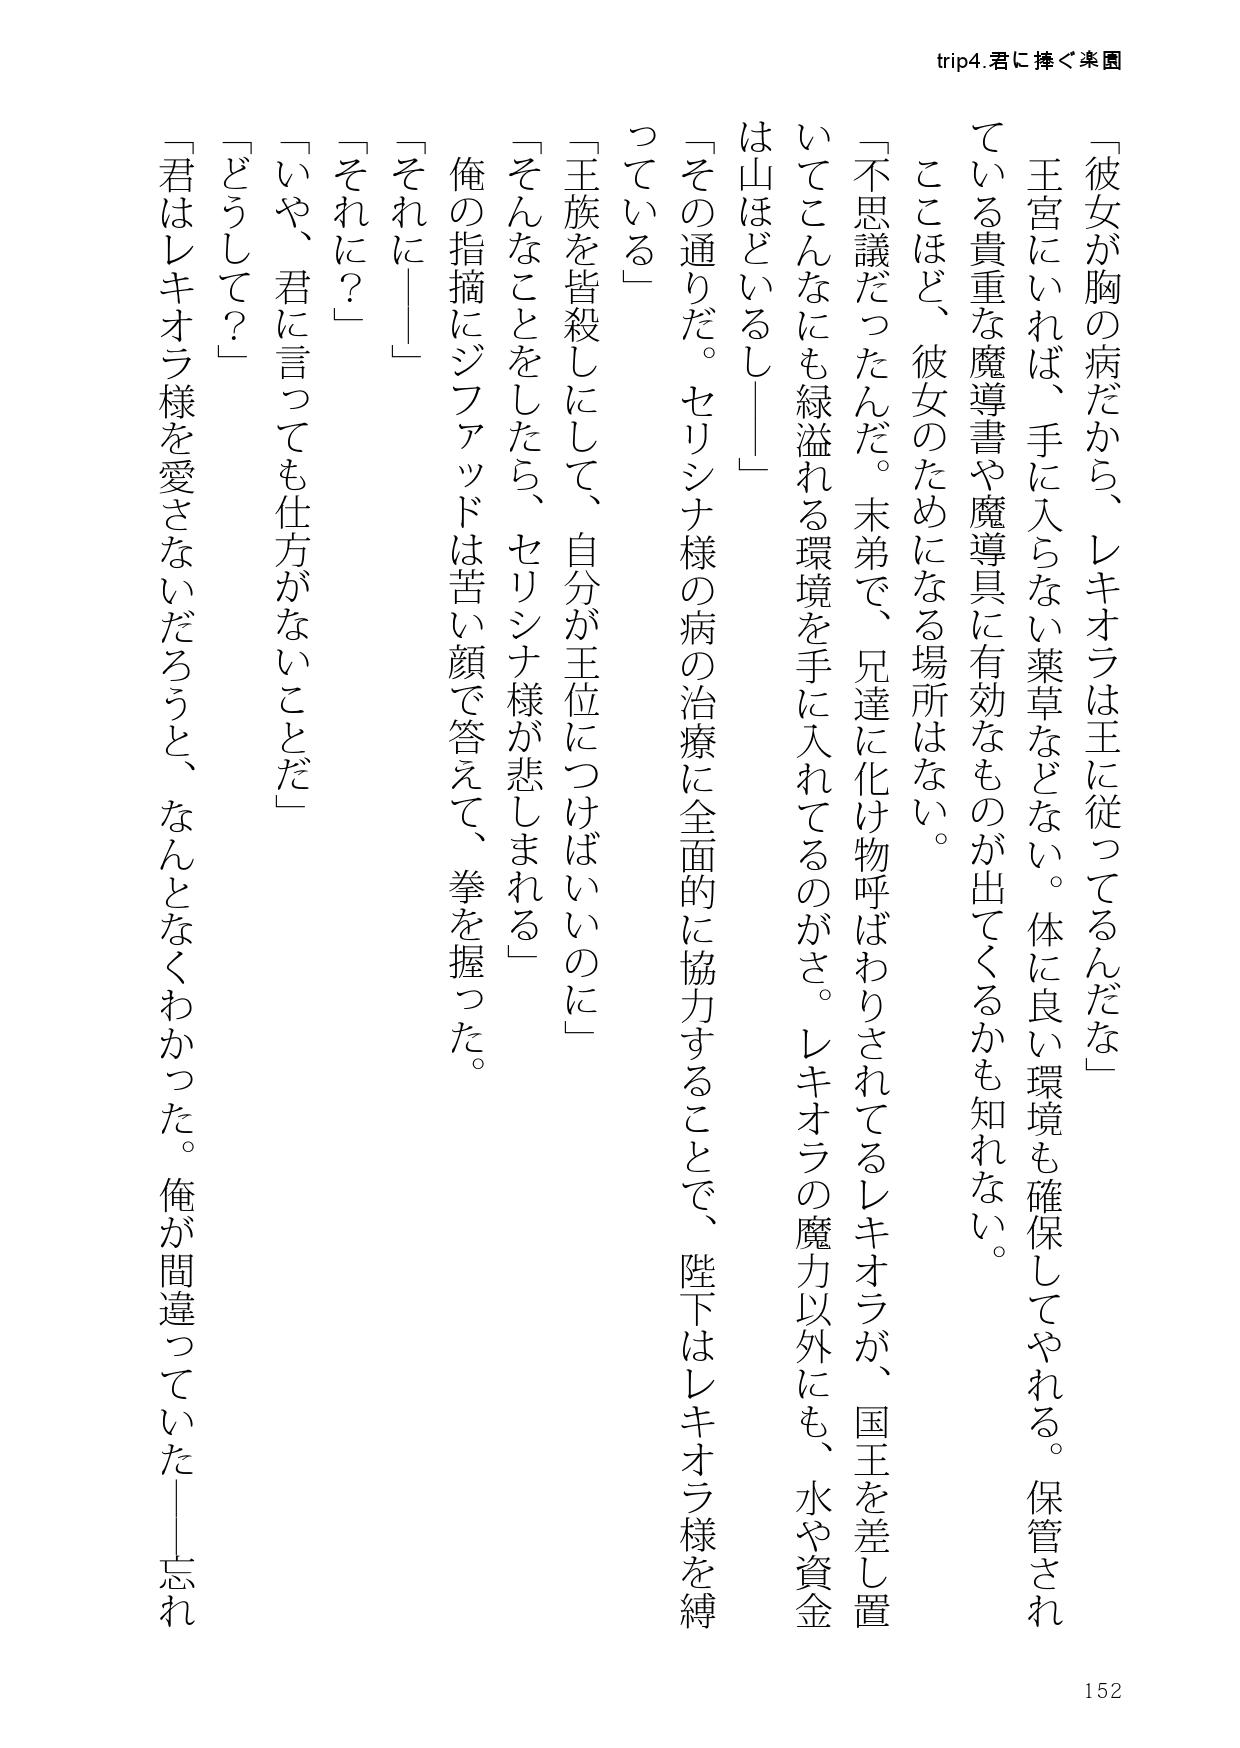 trip4.君に捧ぐ楽園
「彼女が胸の病だから、レキオラは王に従ってるんだな」
　王宮にいれば、手に入らない薬草などない。体に良い環境も確保してやれる。保管され
ている貴重な魔導書や魔導具に有効なものが出てくるかも知れない。
　ここほど、彼女のためになる場所はない。
「不思議だったんだ。末弟で、兄達に化け物呼ばわりされてるレキオラが、国王を差し置
いてこんなにも緑溢れる環境を手に入れてるのがさ。レキオラの魔力以外にも、水や資金
は山ほどいるし――」
「その通りだ。セリシナ様の病の治療に全面的に協力することで、陛下はレキオラ様を縛
っている」
「王族を皆殺しにして、自分が王位につけばいいのに」
「そんなことをしたら、セリシナ様が悲しまれる」
　俺の指摘にジファッドは苦い顔で答えて、拳を握った。
「それに――」
「それに？」
「いや、君に言っても仕方がないことだ」
「どうして？」
「君はレキオラ様を愛さないだろうと、なんとなくわかった。俺が間違っていた――忘れ
152